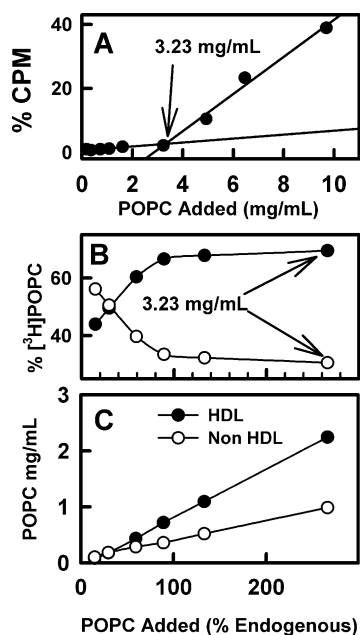 A
3.23 mg/mL
% CPM
40
20
0
0 2 4 6 8 10
POPC Added (mg/mL)
B
% [³H]POPC
60
40
3.23 mg/mL
C
HDL
Non HDL
POPC mg/mL
3
2
1
0
0 100 200
POPC Added (% Endogenous)